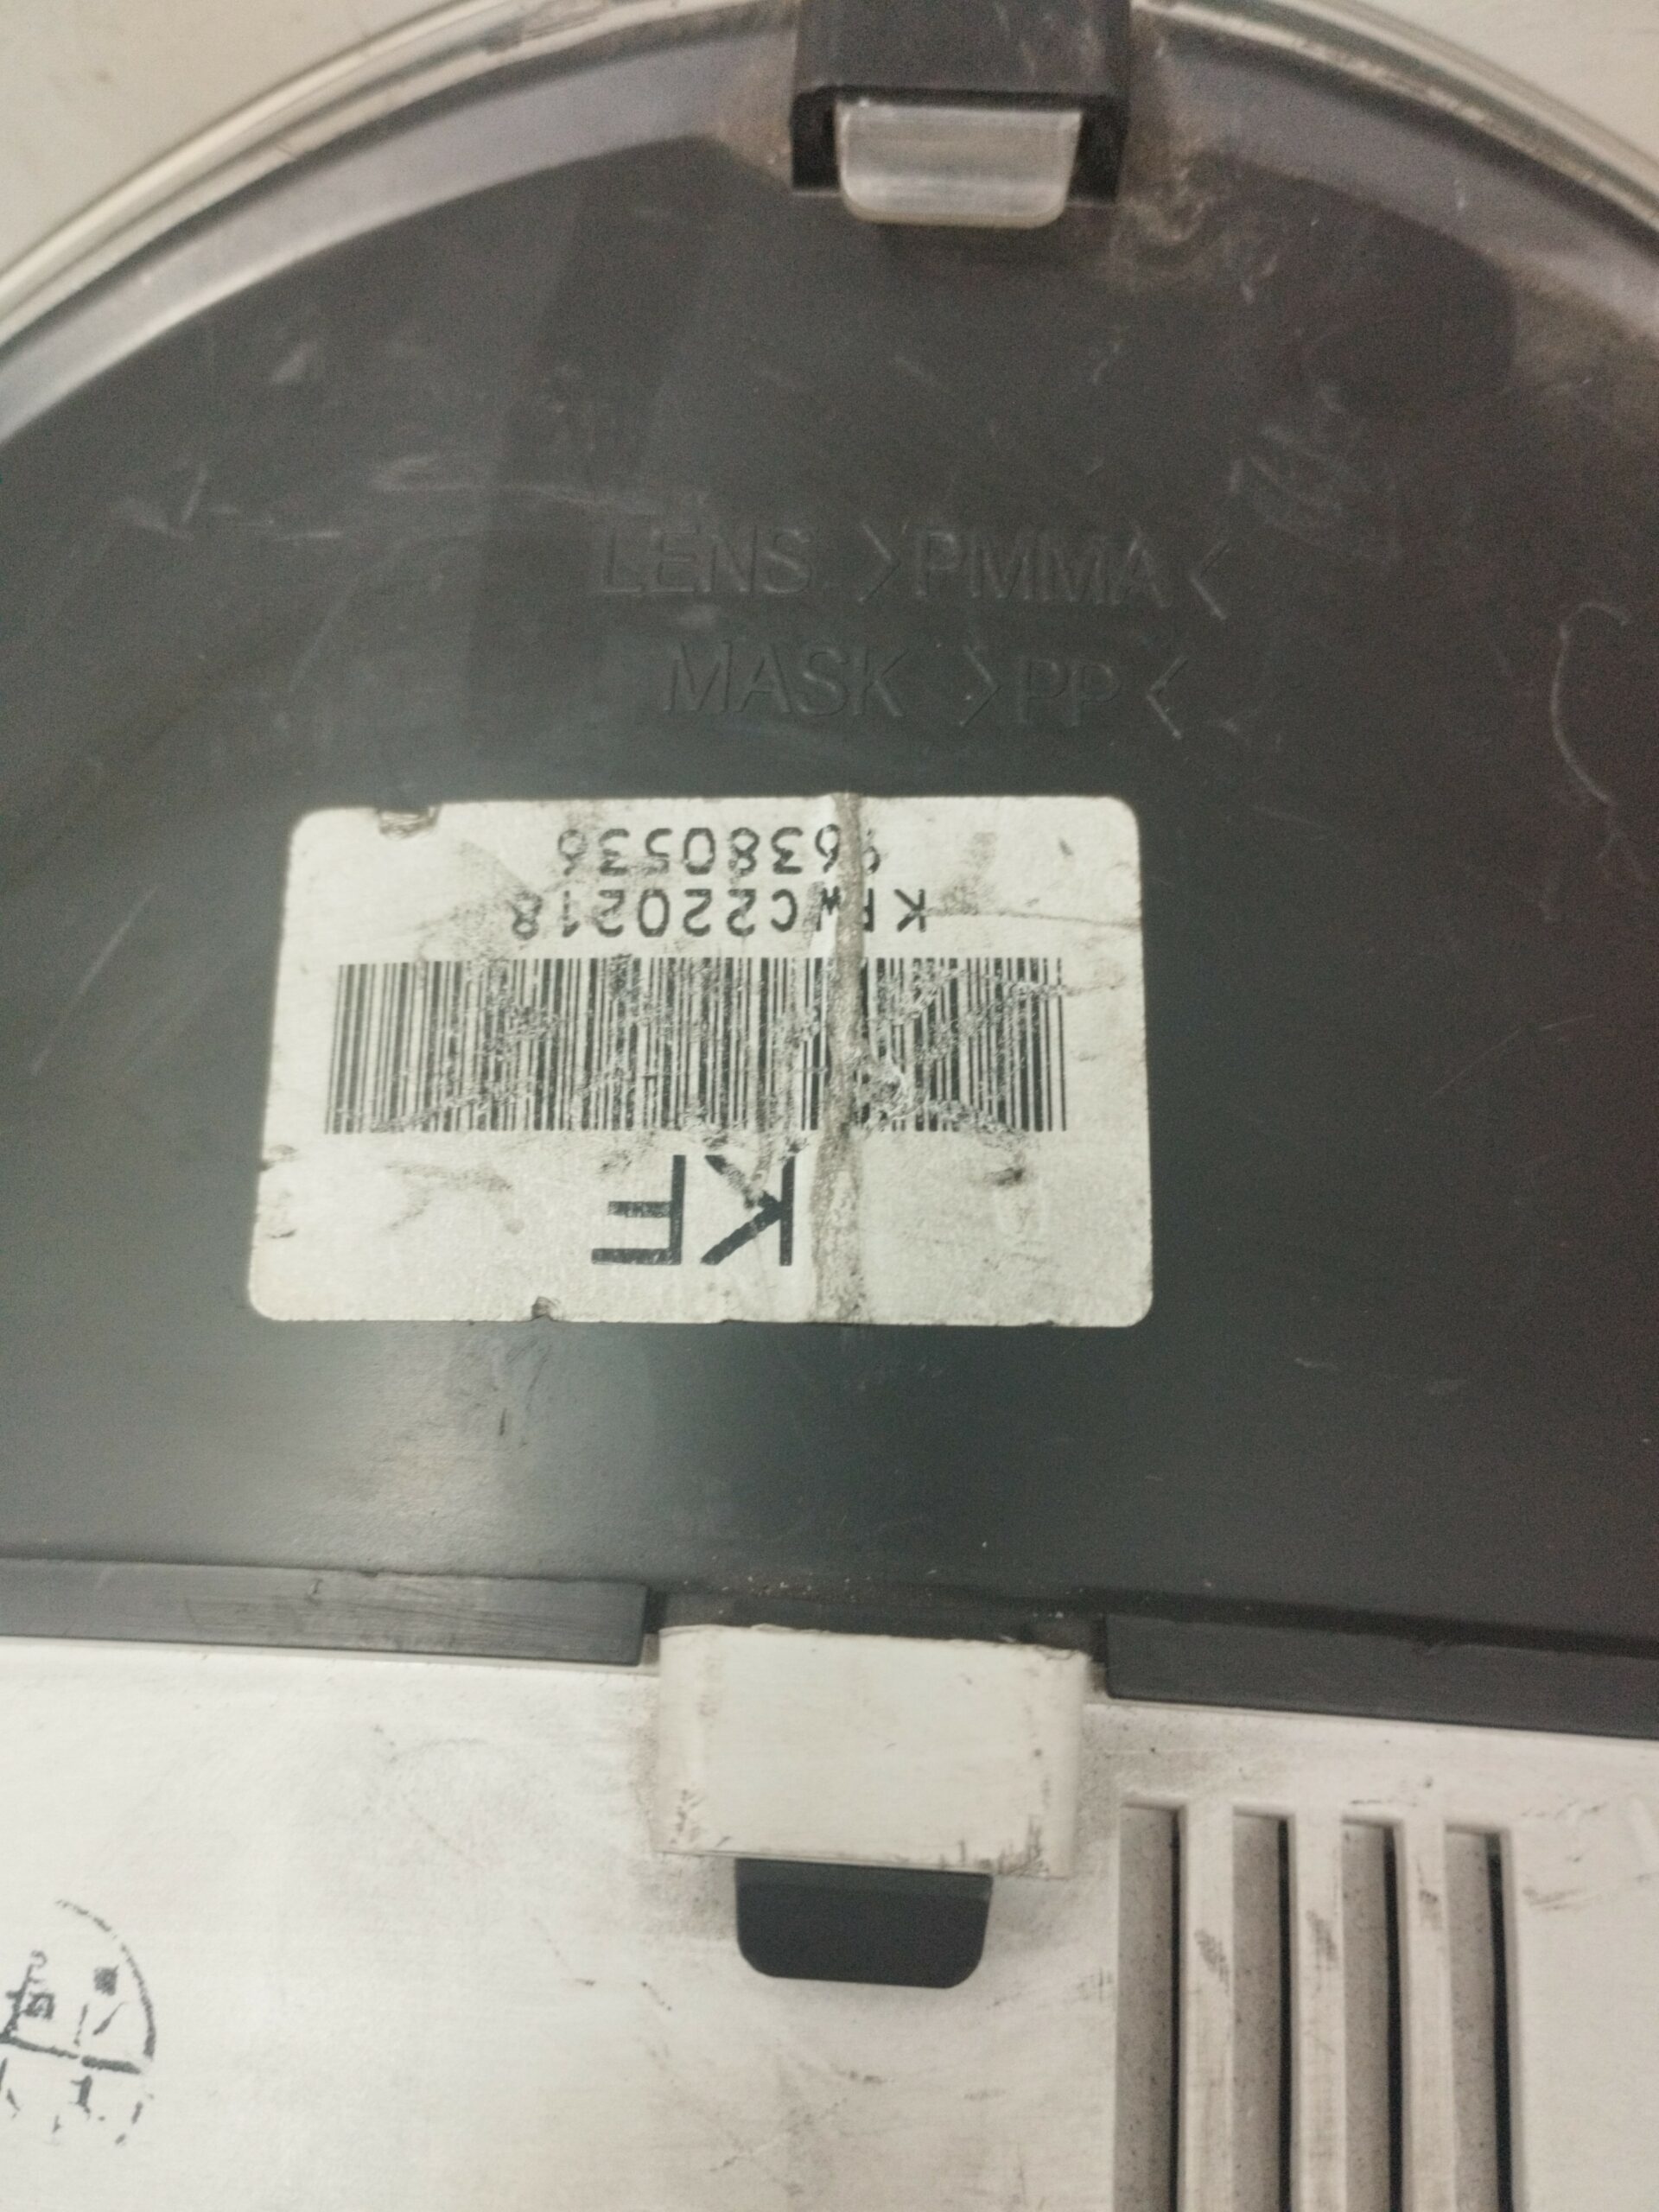 LENS >PMMA<
MASK >PP<
KF
KFWC220218
96380536